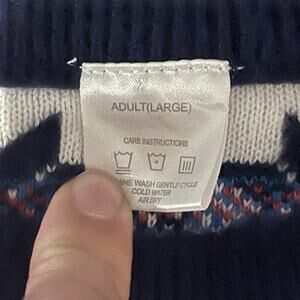 ADULT(LARGE)
CARE INSTRUCTIONS
WASH GENTLE CYCLE
COLD WATER
AIR DRY